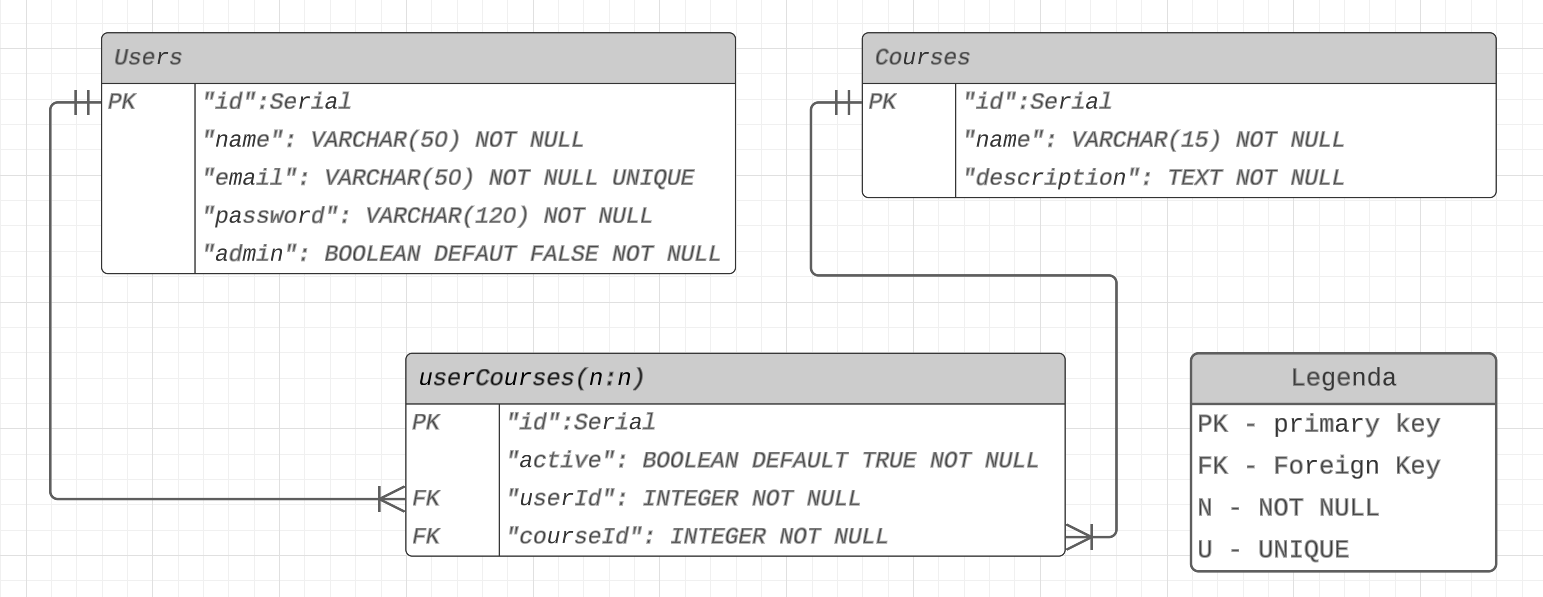 Users
PK "id":Serial
"name": VARCHAR(50) NOT NULL
"email": VARCHAR(50) NOT NULL UNIQUE
"password": VARCHAR(120) NOT NULL
"admin": BOOLEAN DEFAUT FALSE NOT NULL
Courses
PK "id":Serial
"name": VARCHAR(15) NOT NULL
"description": TEXT NOT NULL
userCourses(n:n)
PK "id":Serial
"active": BOOLEAN DEFAULT TRUE NOT NULL
FK "userId": INTEGER NOT NULL
FK "courseId": INTEGER NOT NULL
Legenda
PK - primary key
FK - Foreign Key
N - NOT NULL
U - UNIQUE